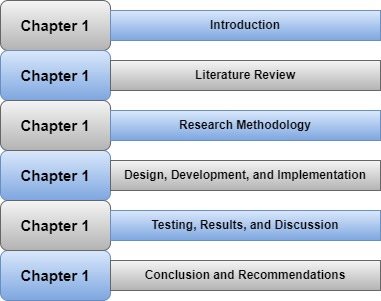 Chapter 1
Introduction
Chapter 1
Literature Review
Chapter 1
Research Methodology
Chapter 1
Design, Development, and Implementation
Chapter 1
Testing, Results, and Discussion
Chapter 1
Conclusion and Recommendations